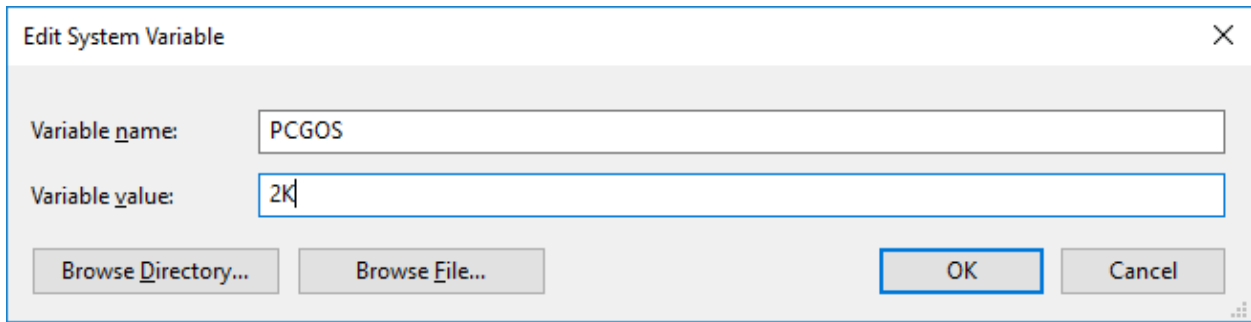 Edit System Variable
Variable name: PCGOS
Variable value: 2K
Browse Directory... Browse File... OK Cancel